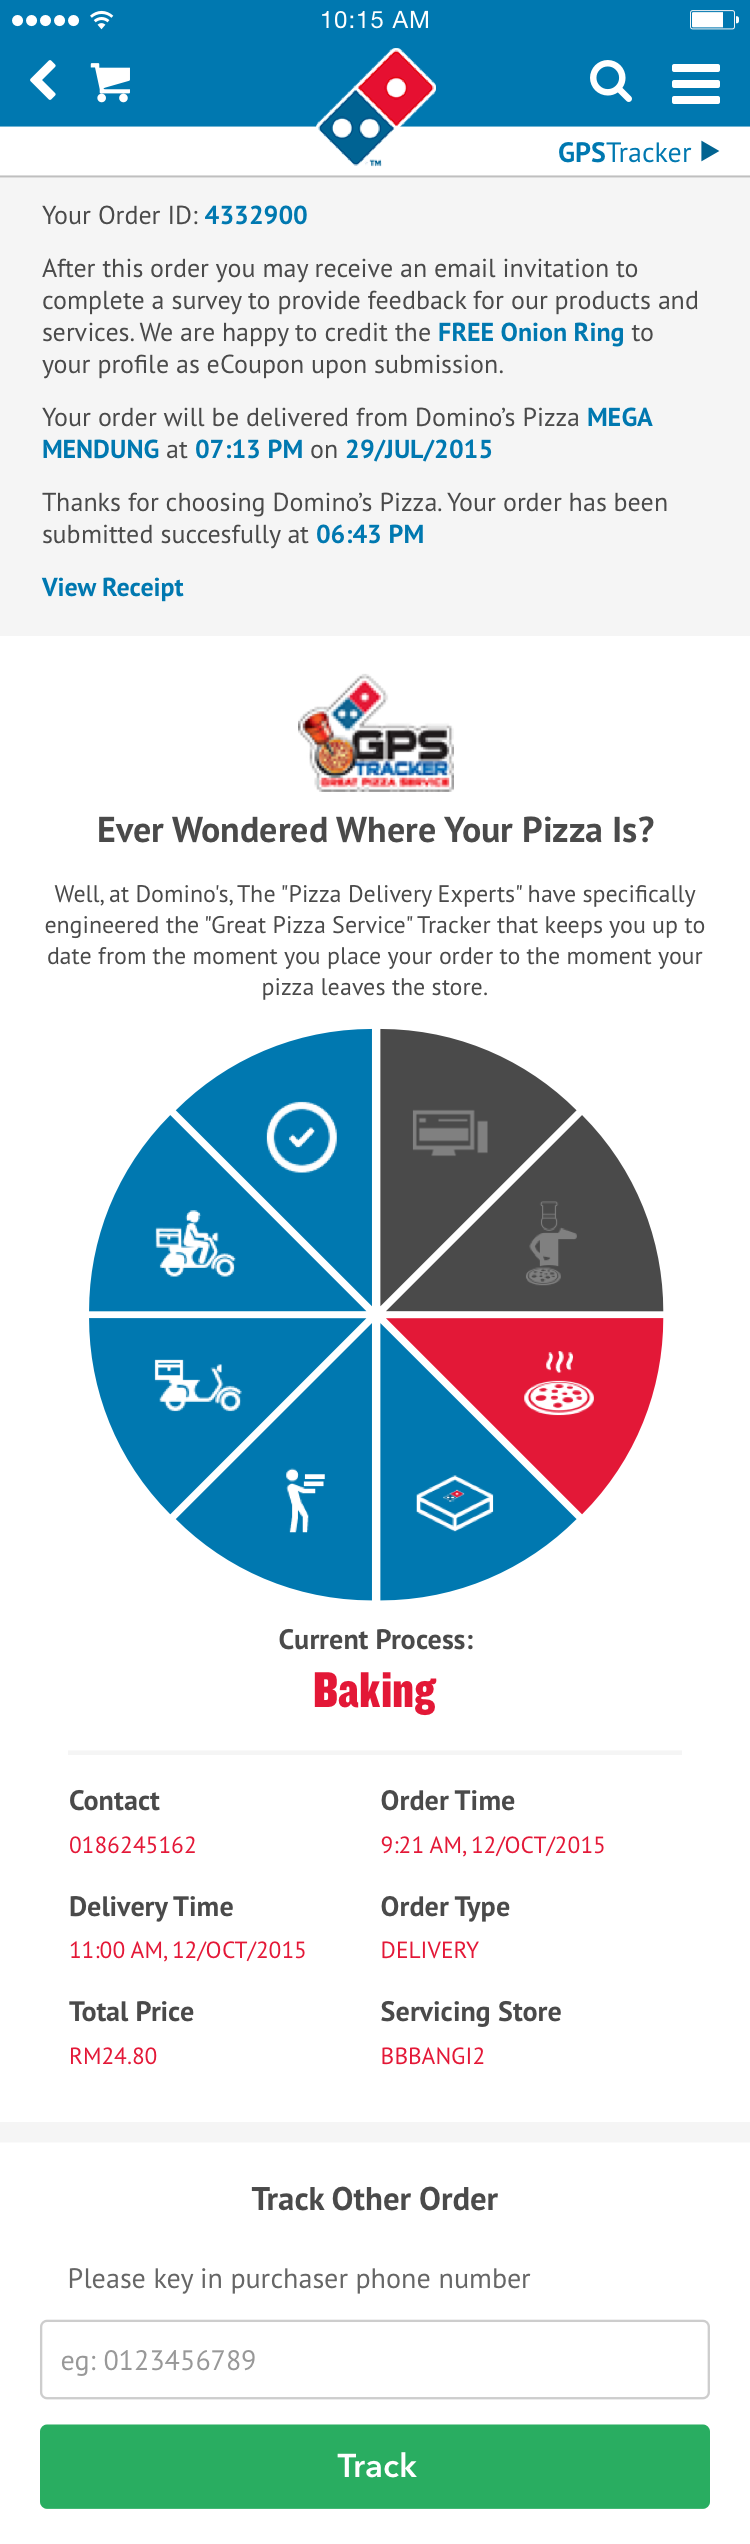 10:15 AM
TM
GPSTracker
Your Order ID: 4332900
After this order you may receive an email invitation to
complete a survey to provide feedback for our products and
services. We are happy to credit the FREE Onion Ring to
your profile as eCoupon upon submission.
Your order will be delivered from Domino's Pizza MEGA
MENDUNG at 07:13 PM on 29/JUL/2015
Thanks for choosing Domino's Pizza. Your order has been
submitted succesfully at 06:43 PM
View Receipt
GPS
TRACKER
GREAT PIZZA SERVICE
Ever Wondered Where Your Pizza Is?
Well, at Domino's, The "Pizza Delivery Experts" have specifically
engineered the "Great Pizza Service" Tracker that keeps you up to
date from the moment you place your order to the moment your
pizza leaves the store.
Current Process:
Baking
Contact
0186245162
Order Time
9:21 AM, 12/OCT/2015
Delivery Time
11:00 AM, 12/OCT/2015
Order Type
DELIVERY
Total Price
RM24.80
Servicing Store
BBBANGI2
Track Other Order
Please key in purchaser phone number
eg: 0123456789
Track